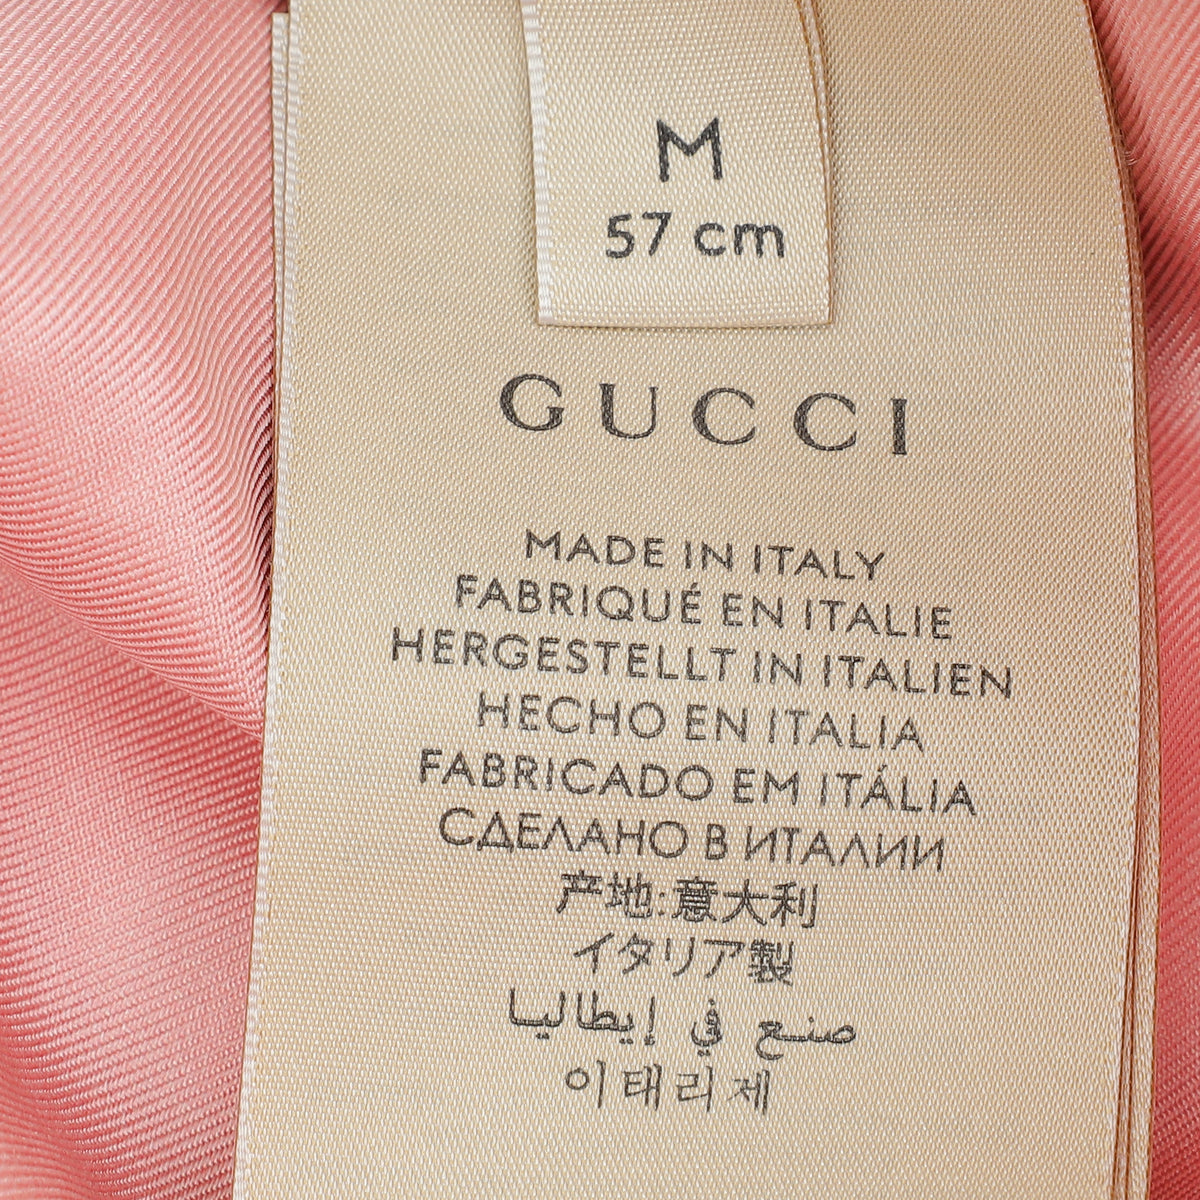 M
57 cm
GUCCI
MADE IN ITALY
FABRIQUÉ EN ITALIE
HERGESTELLT IN ITALIEN
HECHO EN ITALIA
FABRICADO EM ITÁLIA
СДЕЛАНО В ИТАЛИИ
产地:意大利
イタリア製
صنع في إيطاليا
이태리제